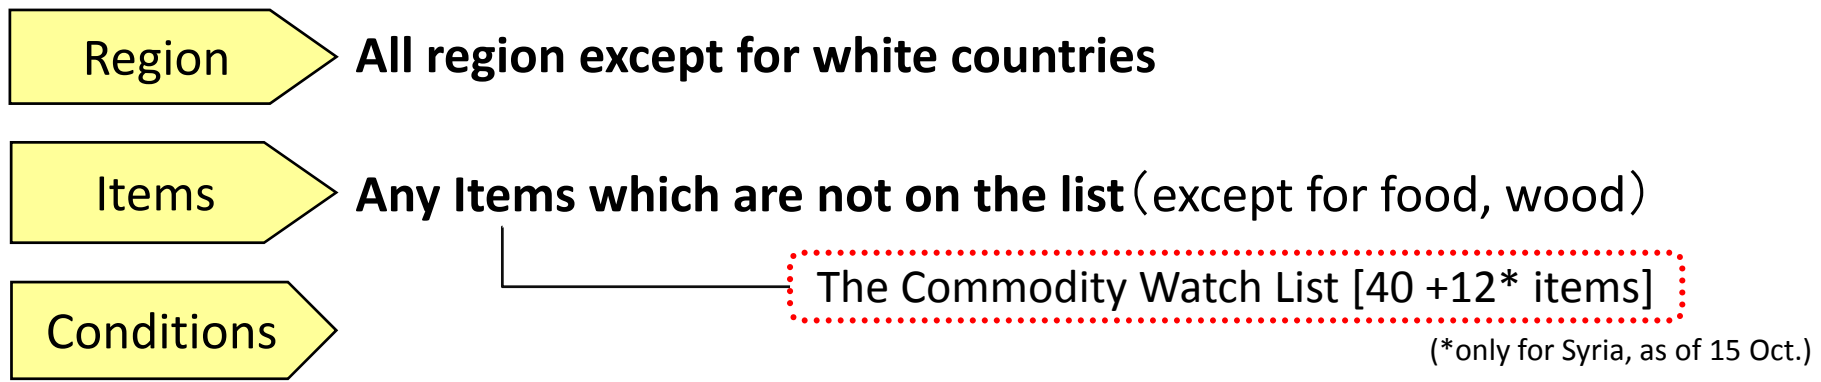 Region
All region except for white countries
Items
Any Items which are not on the list（except for food, wood）
The Commodity Watch List [40 +12* items]
Conditions
(*only for Syria, as of 15 Oct.)